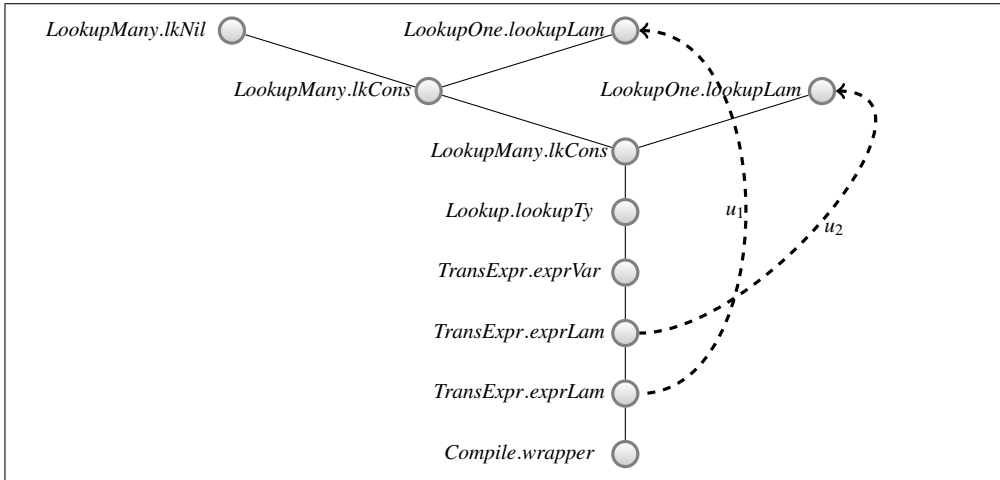 LookupMany.lkNil
LookupOne.lookupLam
LookupMany.lkCons
LookupOne.lookupLam
LookupMany.lkCons
Lookup.lookupTy
u1
u2
TransExpr.exprVar
TransExpr.exprLam
TransExpr.exprLam
Compile.wrapper